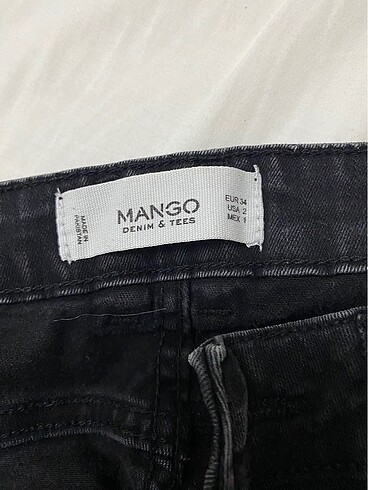 MADE IN
PAKISTAN
MANGO
DENIM & TEES
EUR 34
USA 2
MEX 1